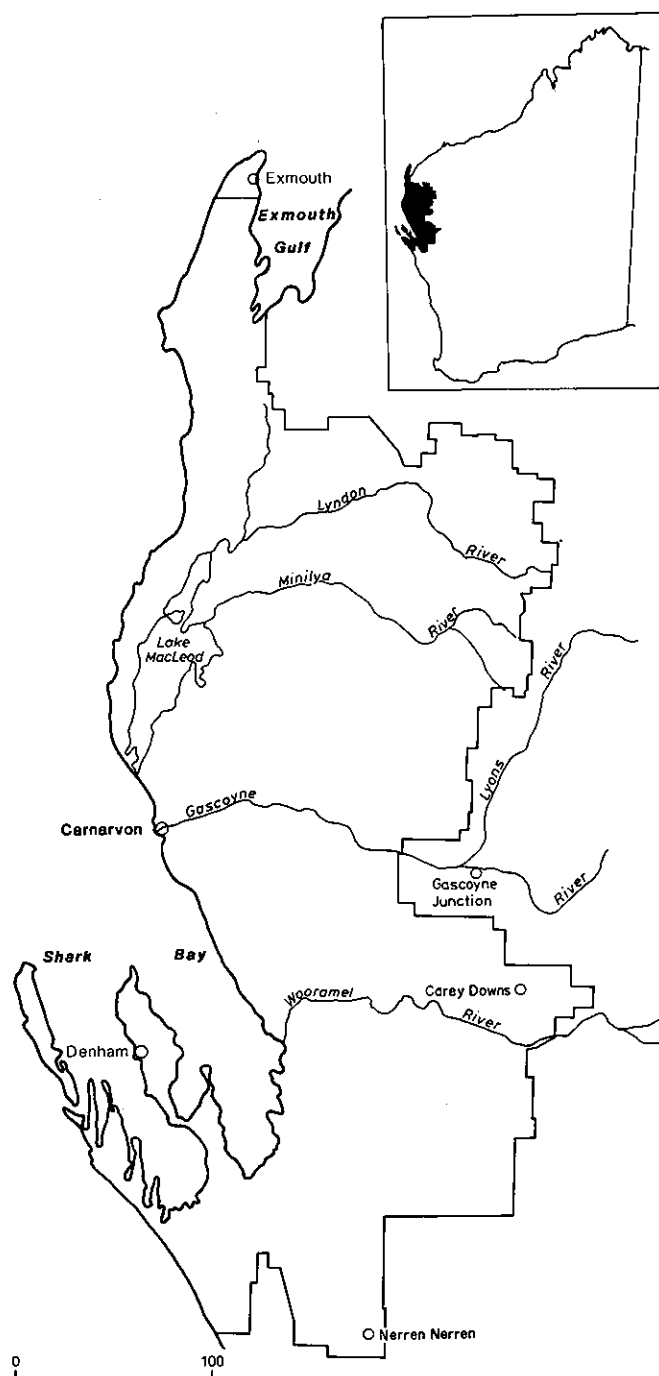 Exmouth
Exmouth
Gulf
Lyndon
River
Minilya
River
Lake
MacLeod
River
Lyons
Gascoyne
Carnarvon
Gascoyne
Junction
River
Shark Bay
Carey Downs
Wooramel
River
Denham
Nerren Nerren
0 100